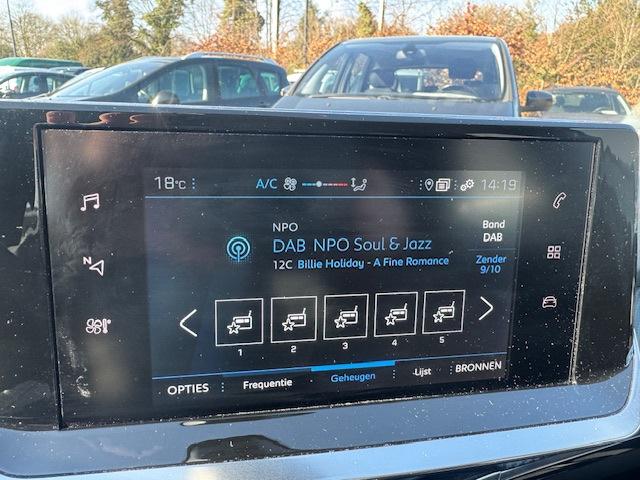 18°C
A/C
14:19
N
NPO
DAB NPO Soul & Jazz
12C Billie Holiday - A Fine Romance
Band
DAB
Zender
9/10
1 2 3 4 5
OPTIES Frequentie Geheugen Lijst BRONNEN